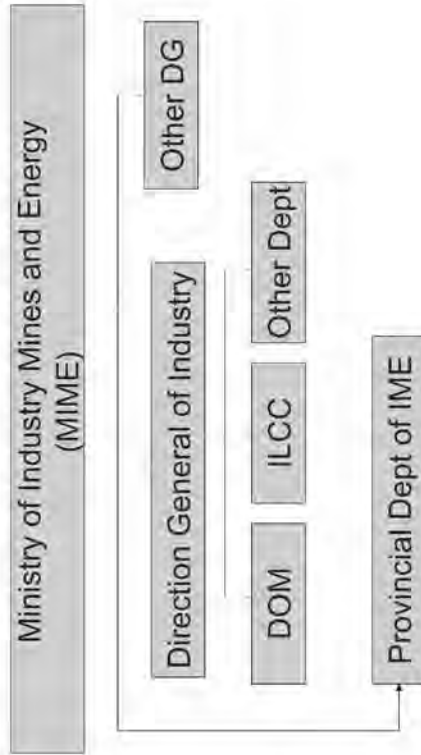 Ministry of Industry Mines and Energy
(MIME)
Other DG
Direction General of Industry
DOM
ILCC
Other Dept
Provincial Dept of IME